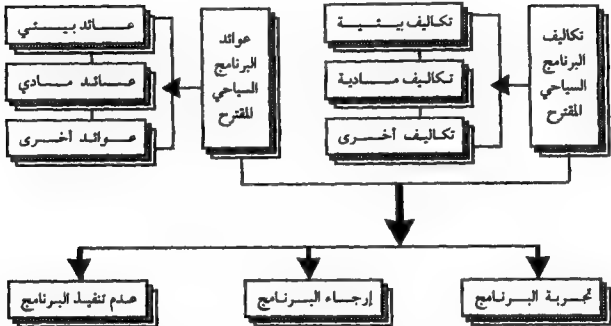 تكاليف
البرنامج
السياحي
المقترح
تكاليف بيئية
تكاليف مادية
تكاليف أخرى
عوائد
البرنامج
السياحي
المقترح
عائد بيئي
عائد مادي
عوائد أخرى
تجربة البرنامج
إرجاء البرنامج
عدم تنفيذ البرنامج